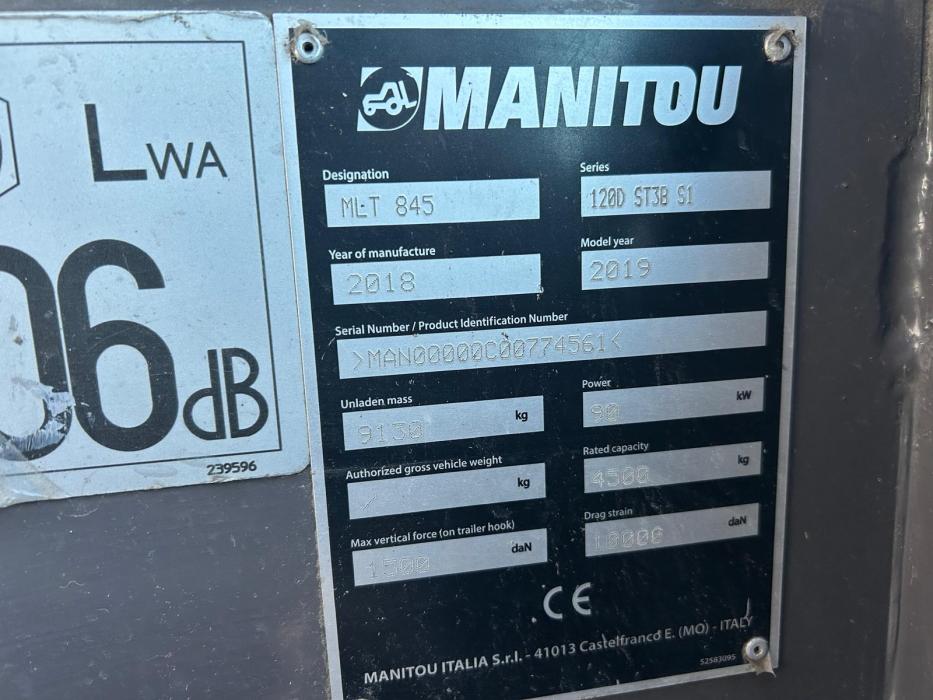 LWA
06
dB
239596
MANITOU
Designation
MLT 845
Series
120D ST3B S1
Year of manufacture
2018
Model year
2019
Serial Number / Product Identification Number
>MAN00000C00774561<
Unladen mass
9130 kg
Power
90 kW
Authorized gross vehicle weight
/ kg
Rated capacity
4500 kg
Max vertical force (on trailer hook)
1500 daN
Drag strain
10000 daN
CE
MANITOU ITALIA S.r.l. - 41013 Castelfranco E. (MO) - ITALY
52583095